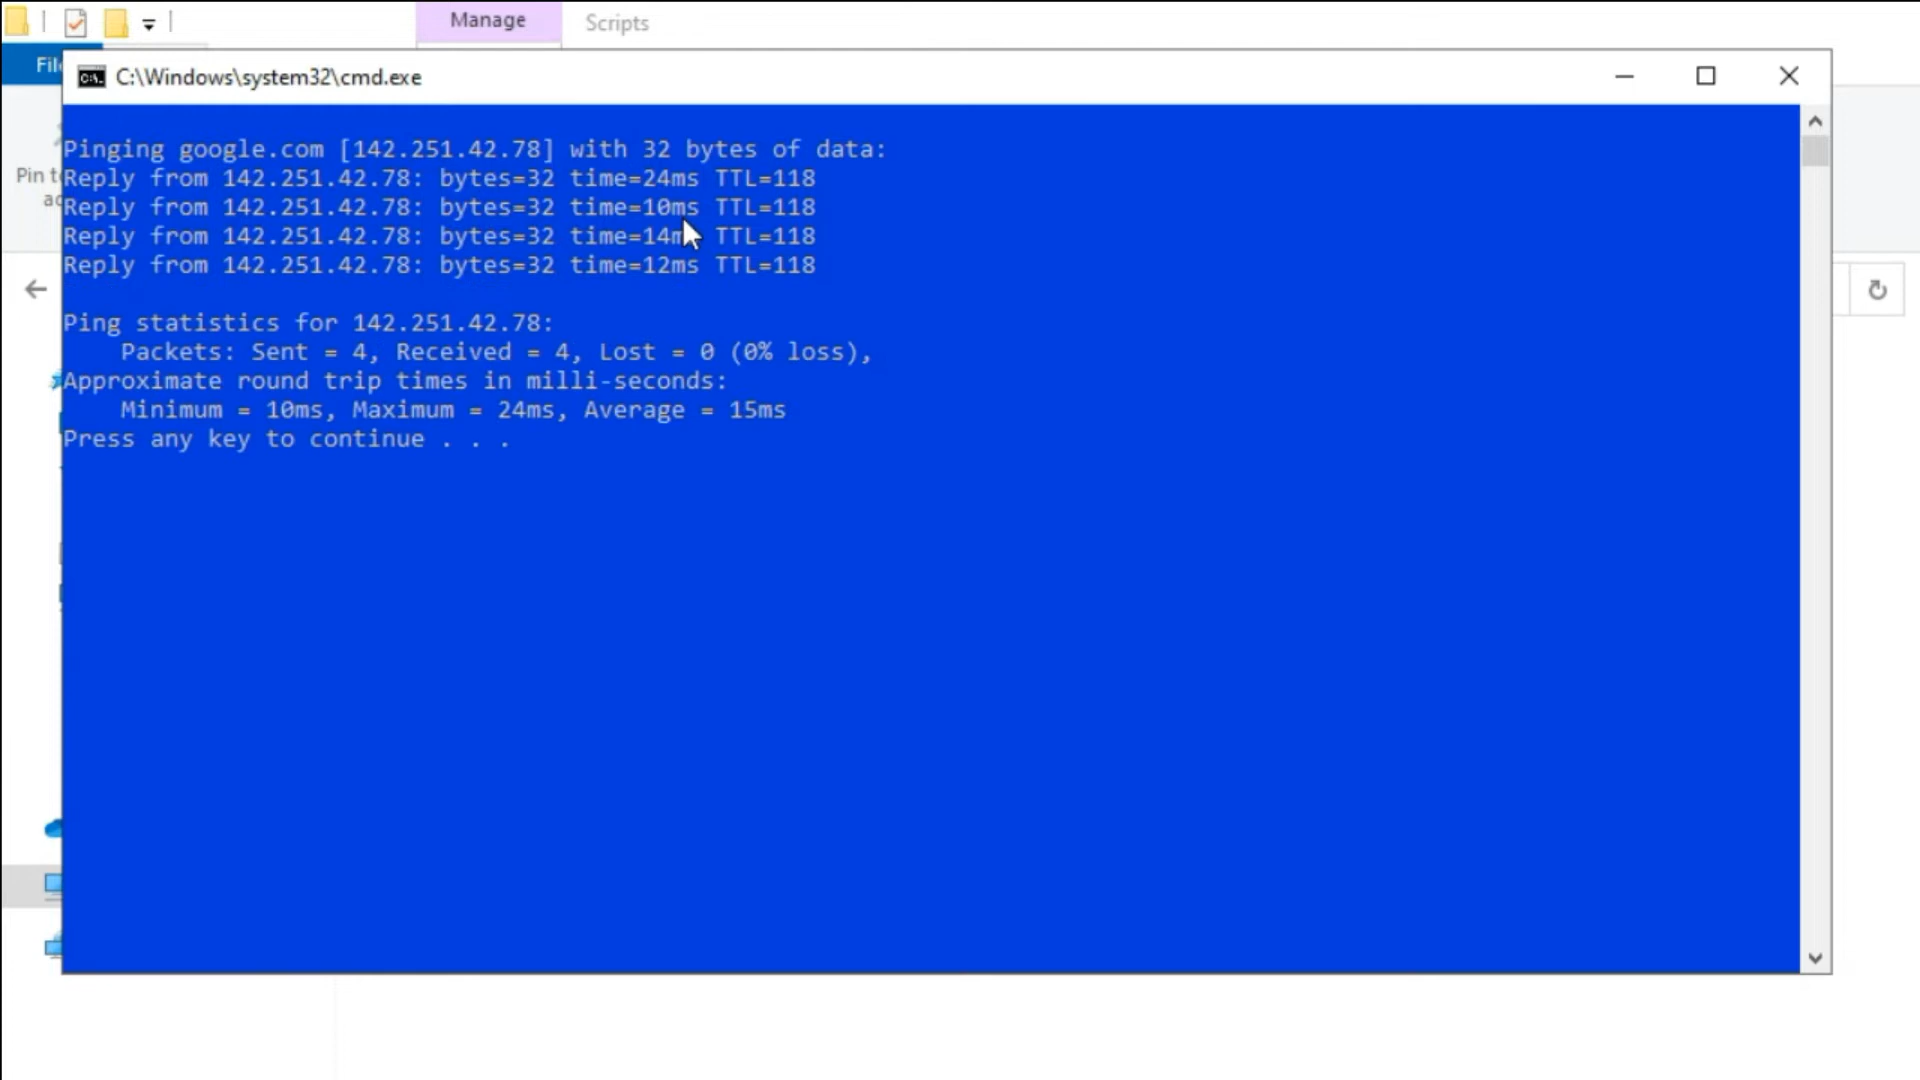 Manage
Scripts
C:\Windows\system32\cmd.exe
Pinging google.com [142.251.42.78] with 32 bytes of data:
Reply from 142.251.42.78: bytes=32 time=24ms TTL=118
Reply from 142.251.42.78: bytes=32 time=10ms TTL=118
Reply from 142.251.42.78: bytes=32 time=14ms TTL=118
Reply from 142.251.42.78: bytes=32 time=12ms TTL=118
Ping statistics for 142.251.42.78:
Packets: Sent = 4, Received = 4, Lost = 0 (0% loss),
Approximate round trip times in milli-seconds:
Minimum = 10ms, Maximum = 24ms, Average = 15ms
Press any key to continue . . .
Pin